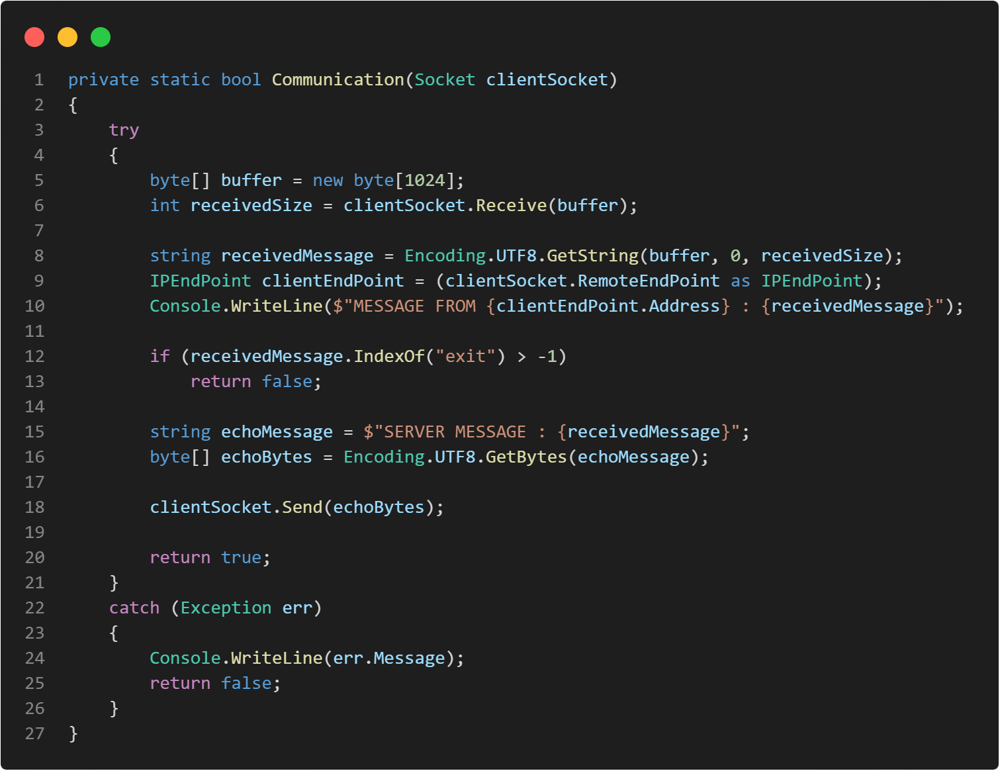 1 private static bool Communication(Socket clientSocket)
2 {
3     try
4     {
5         byte[] buffer = new byte[1024];
6         int receivedSize = clientSocket.Receive(buffer);
7
8         string receivedMessage = Encoding.UTF8.GetString(buffer, 0, receivedSize);
9         IPEndPoint clientEndPoint = (clientSocket.RemoteEndPoint as IPEndPoint);
10         Console.WriteLine($"MESSAGE FROM {clientEndPoint.Address} : {receivedMessage}");
11
12         if (receivedMessage.IndexOf("exit") > -1)
13             return false;
14
15         string echoMessage = $"SERVER MESSAGE : {receivedMessage}";
16         byte[] echoBytes = Encoding.UTF8.GetBytes(echoMessage);
17
18         clientSocket.Send(echoBytes);
19
20         return true;
21     }
22     catch (Exception err)
23     {
24         Console.WriteLine(err.Message);
25         return false;
26     }
27 }